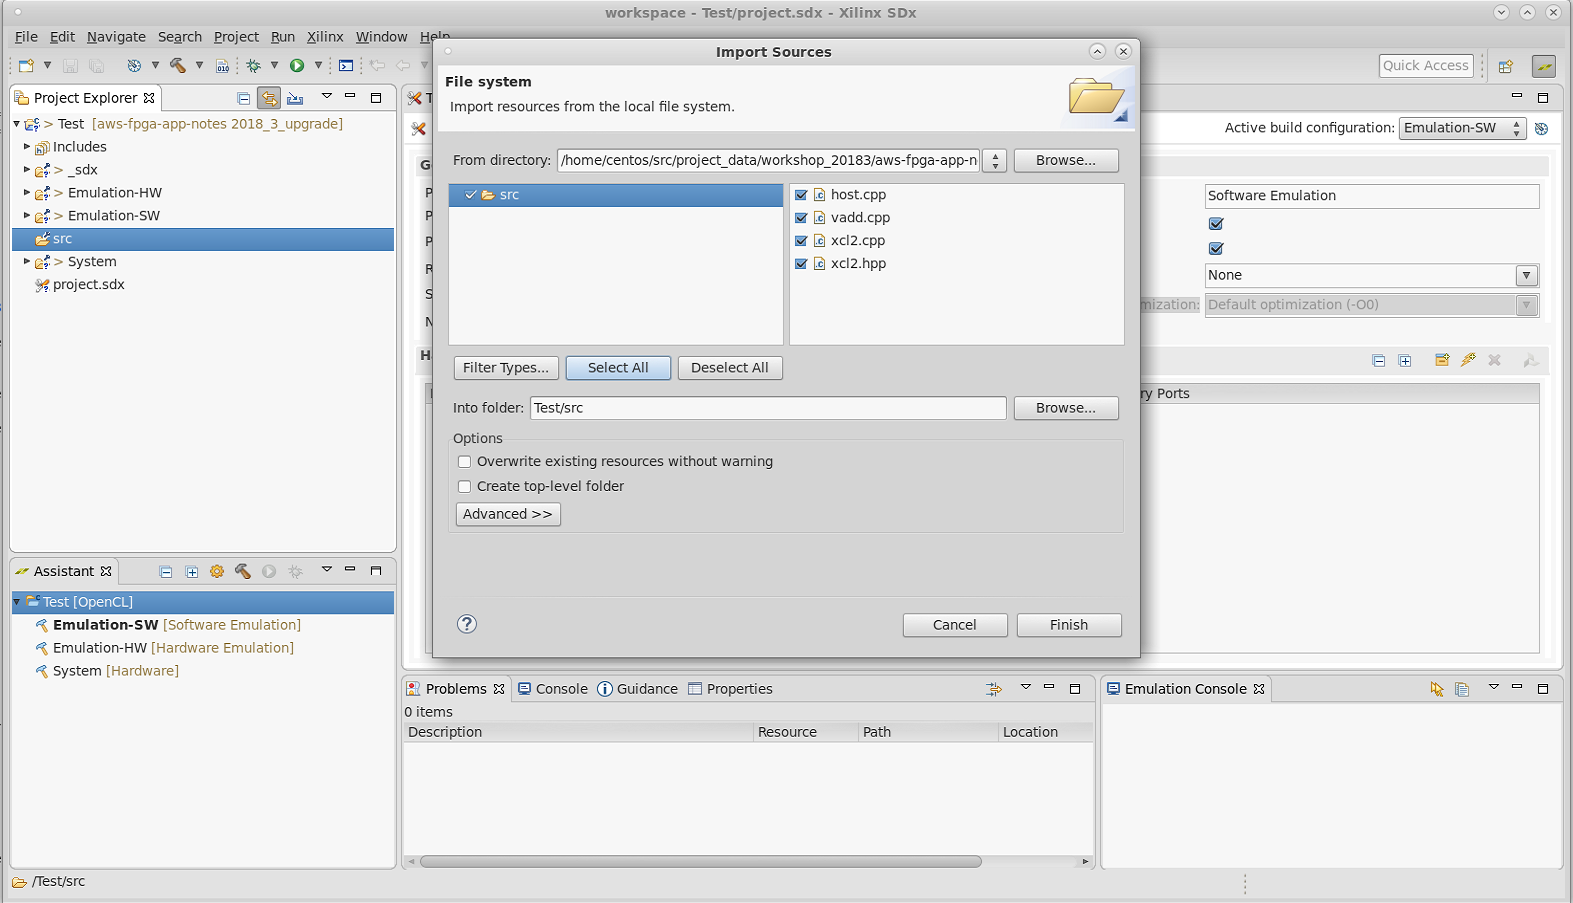 workspace - Test/project.sdx - Xilinx SDx
File Edit Navigate Search Project Run Xilinx Window Help
Quick Access
Project Explorer
Test [aws-fpga-app-notes 2018_3_upgrade]
Includes
> _sdx
> Emulation-HW
> Emulation-SW
src
> System
project.sdx
Import Sources
File system
Import resources from the local file system.
From directory: /home/centos/src/project_data/workshop_20183/aws-fpga-app-n Browse...
src
host.cpp
vadd.cpp
xcl2.cpp
xcl2.hpp
Filter Types... Select All Deselect All
Into folder: Test/src Browse...
Options
Overwrite existing resources without warning
Create top-level folder
Advanced >>
Cancel Finish
Active build configuration: Emulation-SW
Software Emulation
None
mization: Default optimization (-O0)
ry Ports
Assistant
Test [OpenCL]
Emulation-SW [Software Emulation]
Emulation-HW [Hardware Emulation]
System [Hardware]
Problems Console Guidance Properties
0 items
Description Resource Path Location
Emulation Console
/Test/src